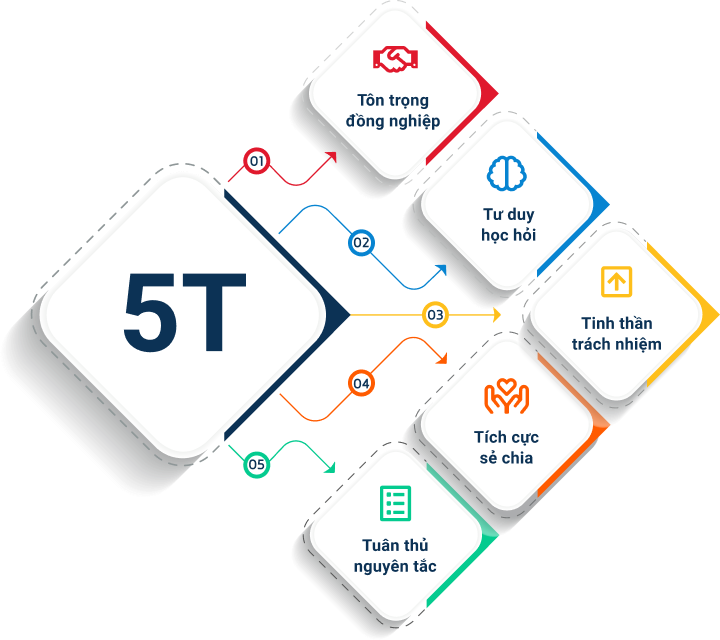 5T
01
Tôn trọng
đồng nghiệp
02
Tư duy
học hỏi
03
Tinh thần
trách nhiệm
04
Tích cực
sẻ chia
05
Tuân thủ
nguyên tắc